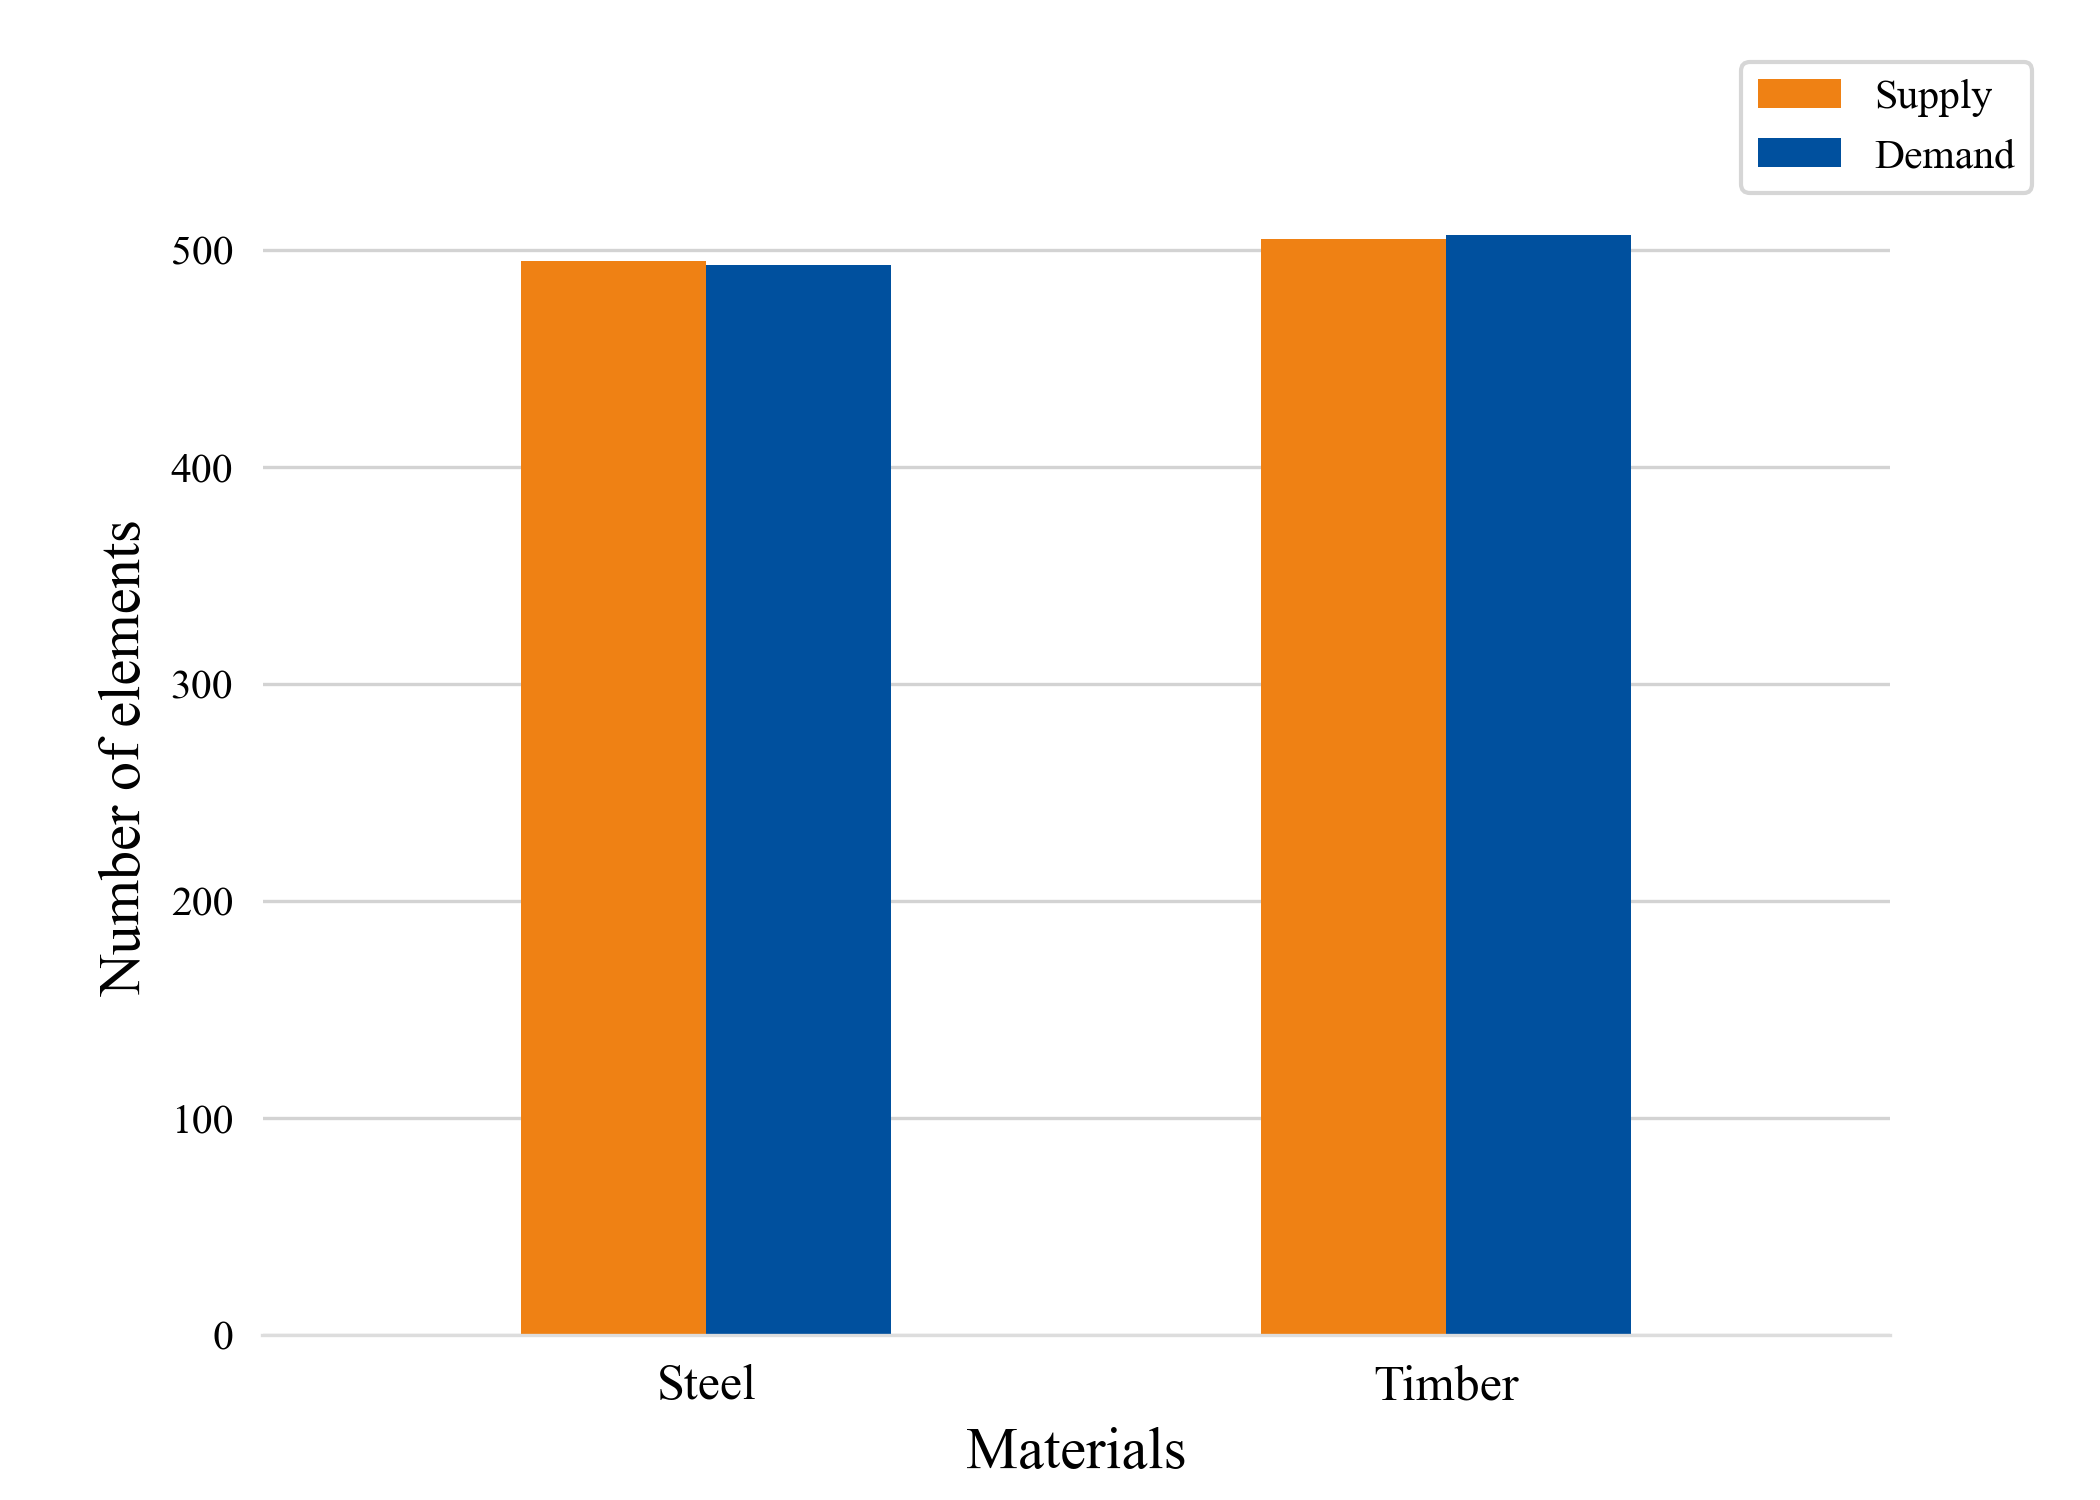 Supply
Demand
500
400
300
200
100
0
Number of elements
Steel
Timber
Materials